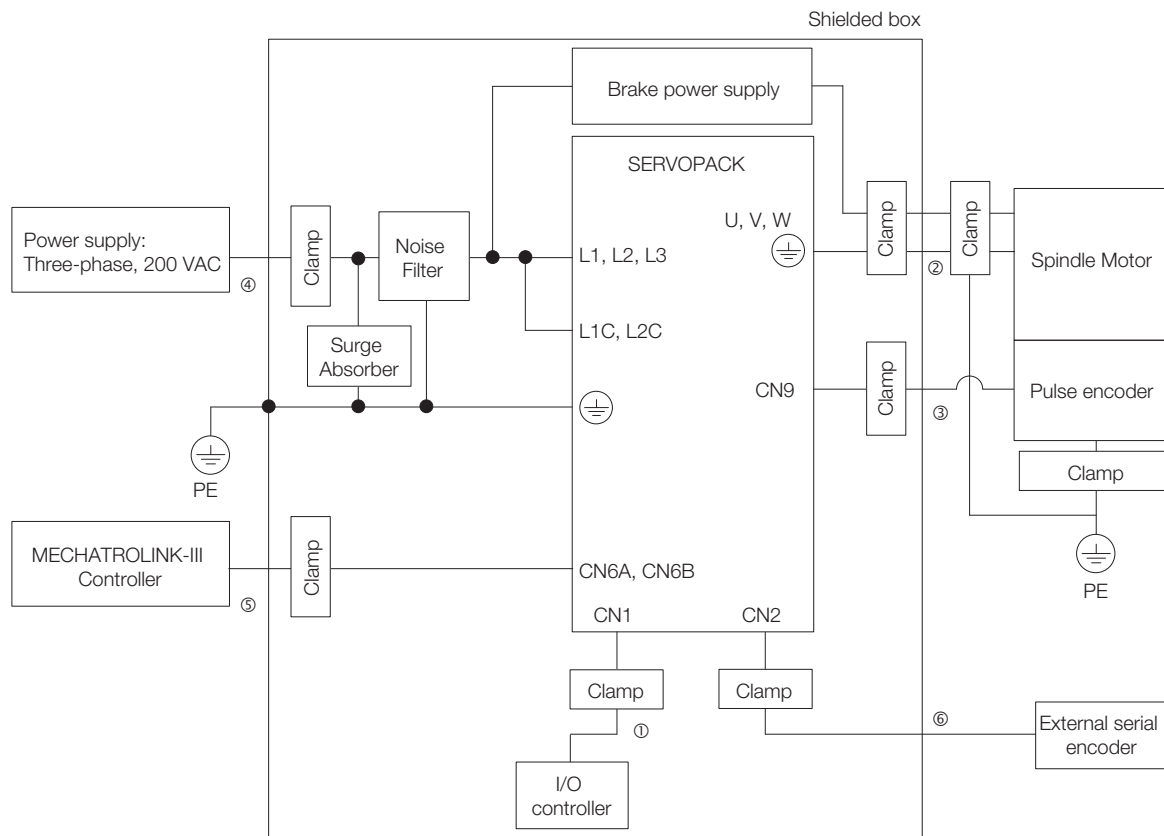 Shielded box
Brake power supply
SERVOPACK
Power supply:
Three-phase, 200 VAC
④
Clamp
Noise
Filter
L1, L2, L3
U, V, W
Clamp
②
Clamp
Spindle Motor
Surge
Absorber
L1C, L2C
CN9
Clamp
③
Pulse encoder
Clamp
PE
PE
MECHATROLINK-III
Controller
⑤
Clamp
CN6A, CN6B
CN1
CN2
Clamp
①
Clamp
⑥
I/O
controller
External serial
encoder